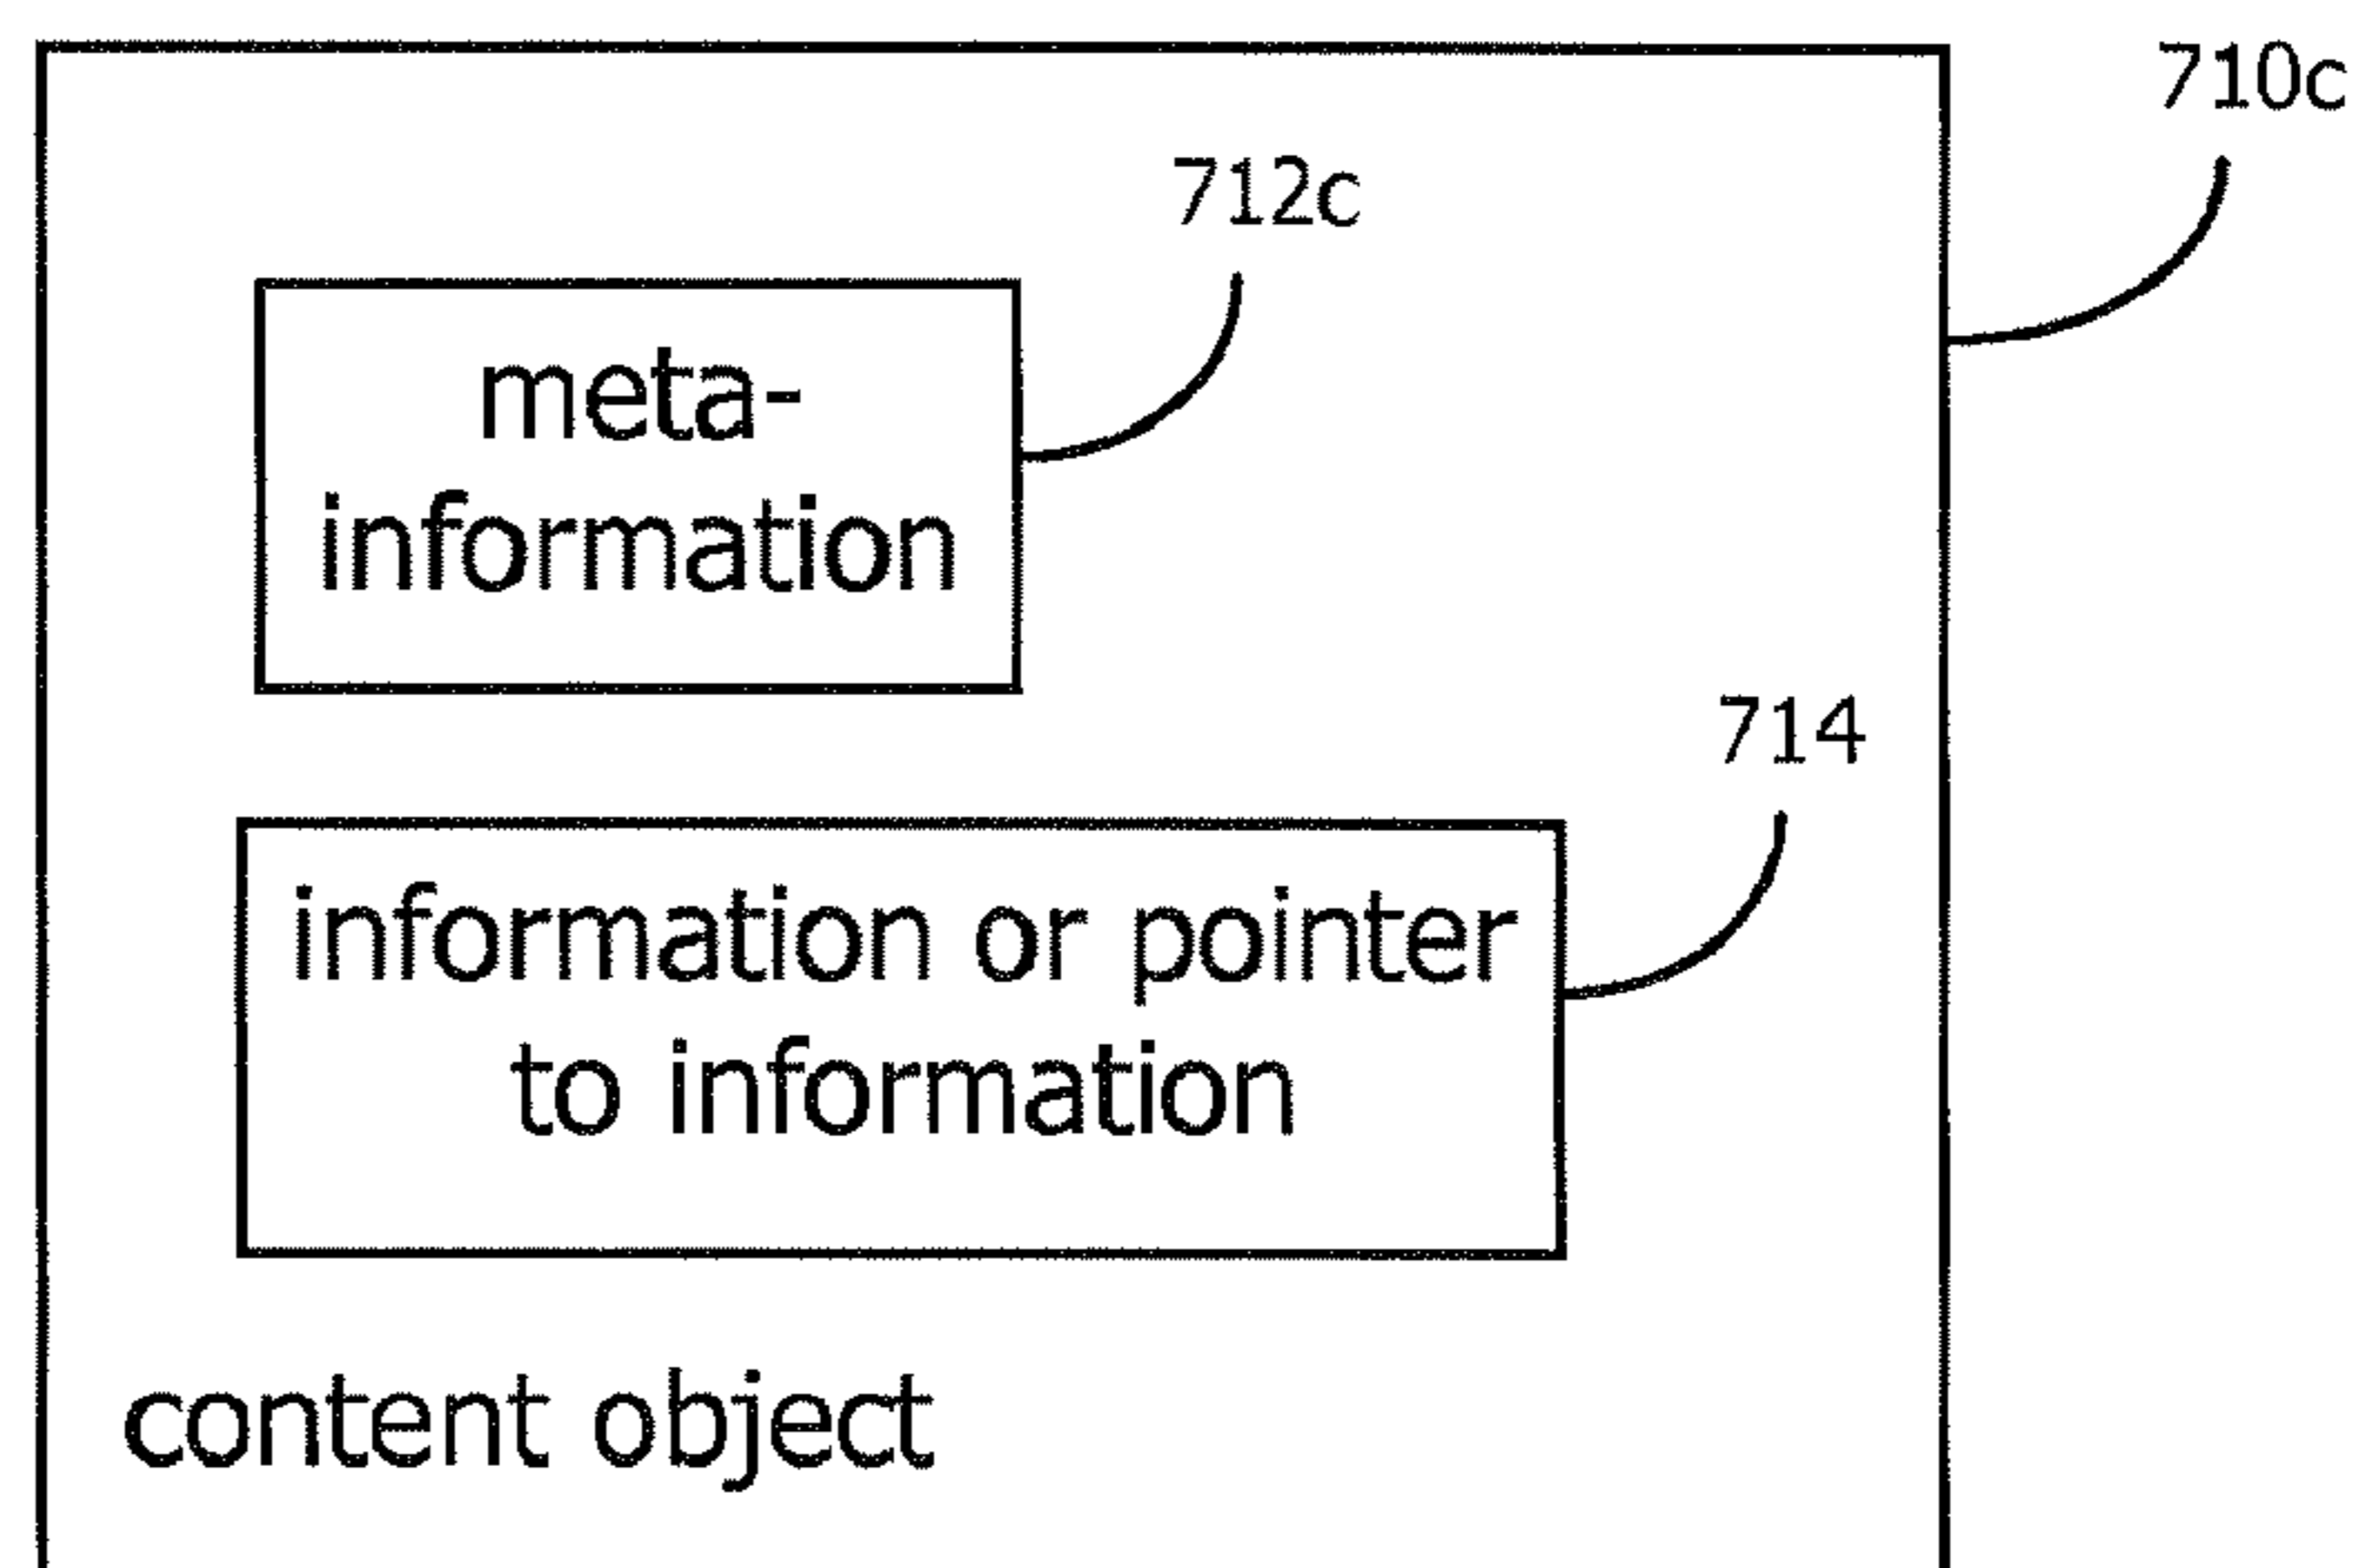 710c
712c
meta-
information
714
information or pointer
to information
content object